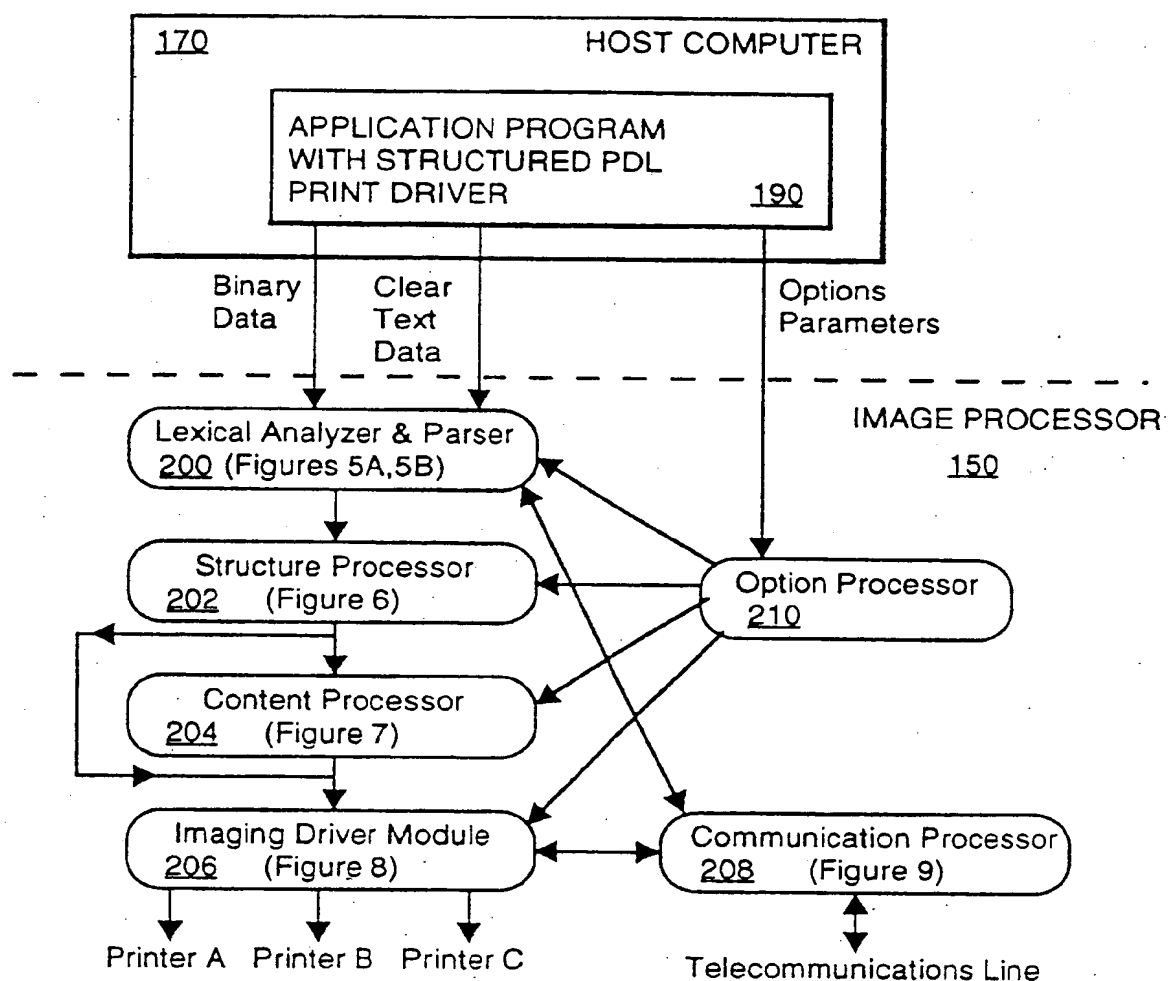 170 HOST COMPUTER
APPLICATION PROGRAM
WITH STRUCTURED PDL
PRINT DRIVER 190
Binary
Data
Clear
Text
Data
Options
Parameters
IMAGE PROCESSOR
150
Lexical Analyzer & Parser
200 (Figures 5A,5B)
Structure Processor
202 (Figure 6)
Option Processor
210
Content Processor
204 (Figure 7)
Imaging Driver Module
206 (Figure 8)
Communication Processor
208 (Figure 9)
Printer A Printer B Printer C
Telecommunications Line